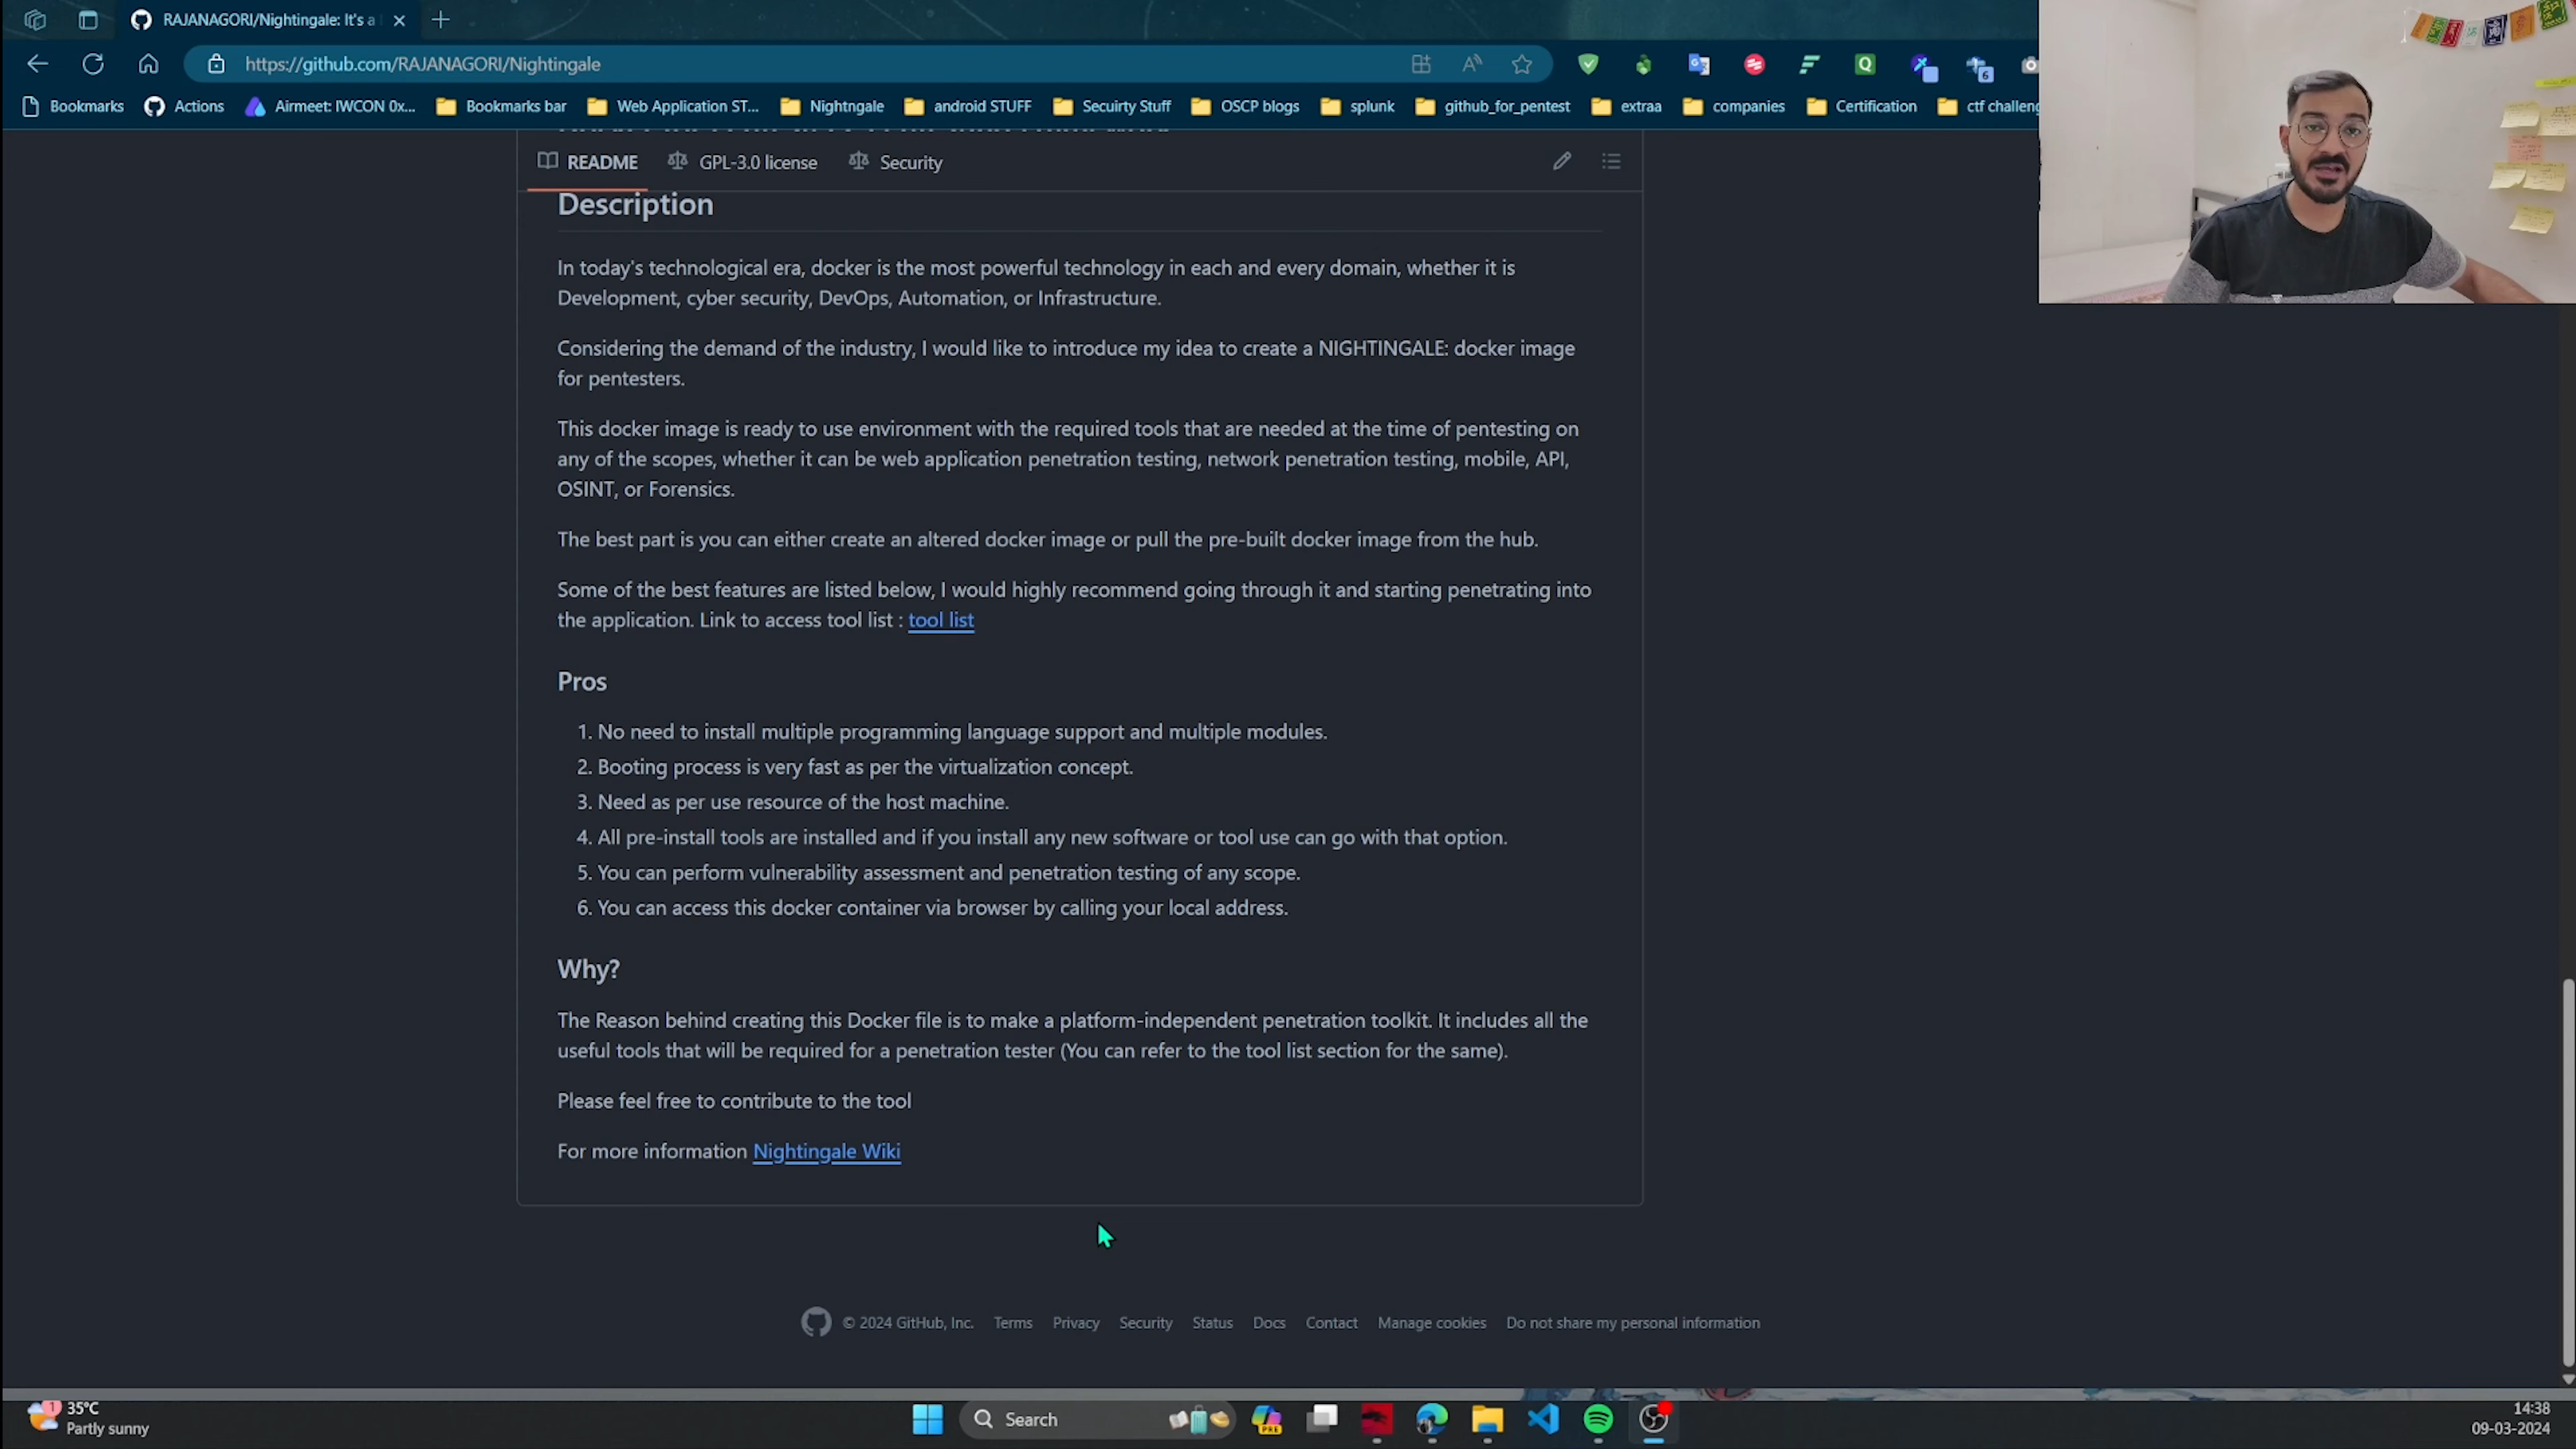 RAJANAGORI/Nightingale: It's a
https://github.com/RAJANAGORI/Nightingale
Bookmarks
Actions
Airmeet: IWCON 0x...
Bookmarks bar
Web Application ST...
Nightngale
android STUFF
Secuirty Stuff
OSCP blogs
splunk
github_for_pentest
extraa
companies
Certification
ctf challeng
README
GPL-3.0 license
Security
Description
In today's technological era, docker is the most powerful technology in each and every domain, whether it is
Development, cyber security, DevOps, Automation, or Infrastructure.
Considering the demand of the industry, I would like to introduce my idea to create a NIGHTINGALE: docker image
for pentesters.
This docker image is ready to use environment with the required tools that are needed at the time of pentesting on
any of the scopes, whether it can be web application penetration testing, network penetration testing, mobile, API,
OSINT, or Forensics.
The best part is you can either create an altered docker image or pull the pre-built docker image from the hub.
Some of the best features are listed below, I would highly recommend going through it and starting penetrating into
the application. Link to access tool list : tool list
Pros
1. No need to install multiple programming language support and multiple modules.
2. Booting process is very fast as per the virtualization concept.
3. Need as per use resource of the host machine.
4. All pre-install tools are installed and if you install any new software or tool use can go with that option.
5. You can perform vulnerability assessment and penetration testing of any scope.
6. You can access this docker container via browser by calling your local address.
Why?
The Reason behind creating this Docker file is to make a platform-independent penetration toolkit. It includes all the
useful tools that will be required for a penetration tester (You can refer to the tool list section for the same).
Please feel free to contribute to the tool
For more information Nightingale Wiki
© 2024 GitHub, Inc. Terms Privacy Security Status Docs Contact Manage cookies Do not share my personal information
1
35°C
Partly sunny
Search
PRE
14:38
09-03-2024